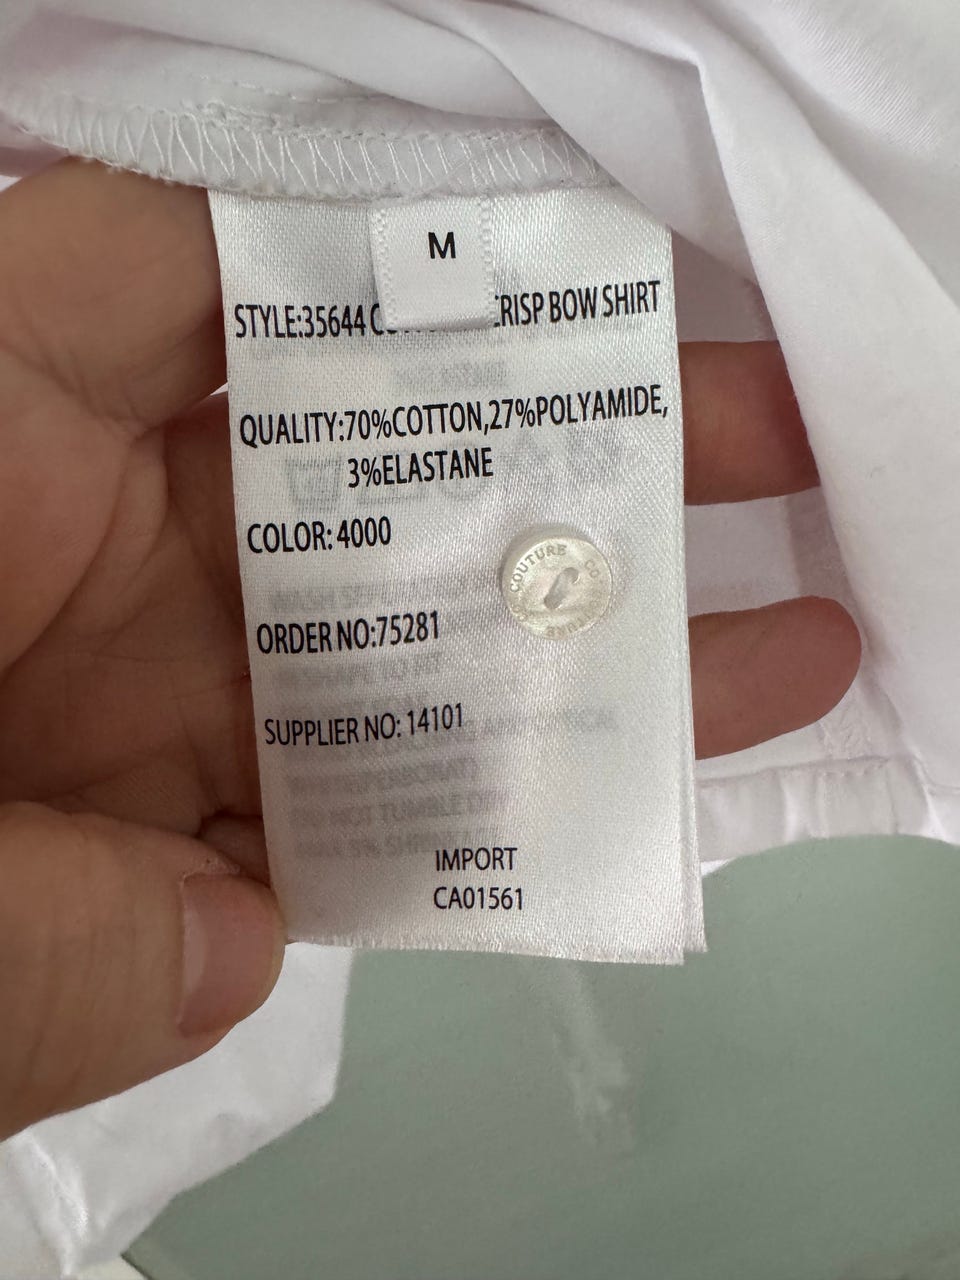 M
STYLE:35644 CRISP BOW SHIRT
QUALITY:70%COTTON,27%POLYAMIDE,
3%ELASTANE
COLOR: 4000
COUTURE
ORDER NO:75281
SUPPLIER NO: 14101
IMPORT
CA01561